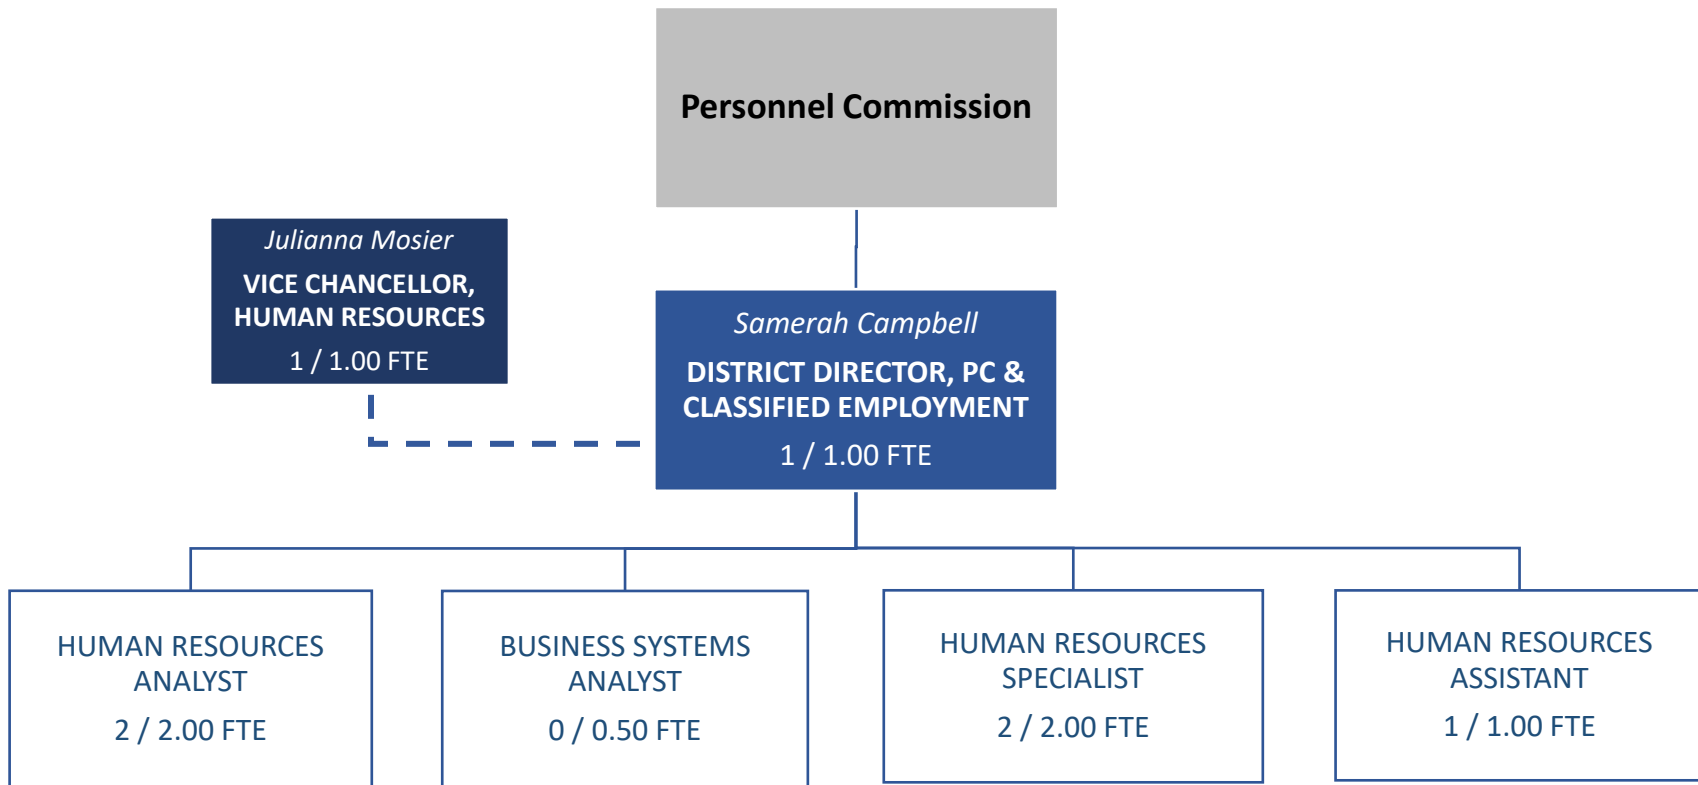 Personnel Commission
Julianna Mosier
VICE CHANCELLOR,
HUMAN RESOURCES
1 / 1.00 FTE
Samerah Campbell
DISTRICT DIRECTOR, PC &
CLASSIFIED EMPLOYMENT
1 / 1.00 FTE
HUMAN RESOURCES
ANALYST
2 / 2.00 FTE
BUSINESS SYSTEMS
ANALYST
0 / 0.50 FTE
HUMAN RESOURCES
SPECIALIST
2 / 2.00 FTE
HUMAN RESOURCES
ASSISTANT
1 / 1.00 FTE